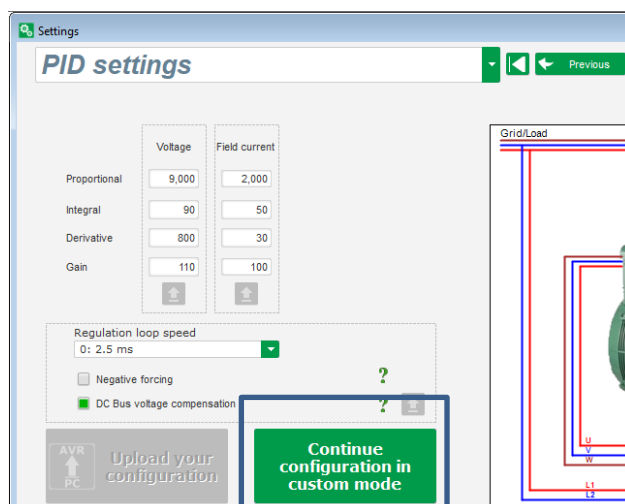 Settings
PID settings
Previous
Grid/Load
Voltage Field current
Proportional 9,000 2,000
Integral 90 50
Derivative 800 30
Gain 110 100
Regulation loop speed
0: 2.5 ms
Negative forcing ?
DC Bus voltage compensation ?
AVR
PC
Upload your
configuration
Continue
configuration in
custom mode
U
V
W
L1
L2